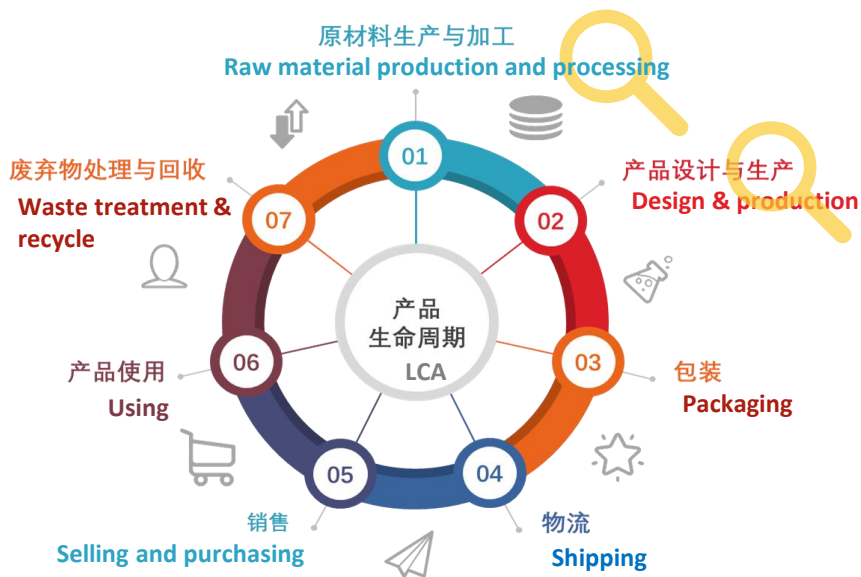 原材料生产与加工
Raw material production and processing
01
废弃物处理与回收
Waste treatment &
recycle
07
产品设计与生产
Design & production
02
产品
生命周期
LCA
产品使用
Using
06
03
包装
Packaging
05
04
销售
Selling and purchasing
物流
Shipping